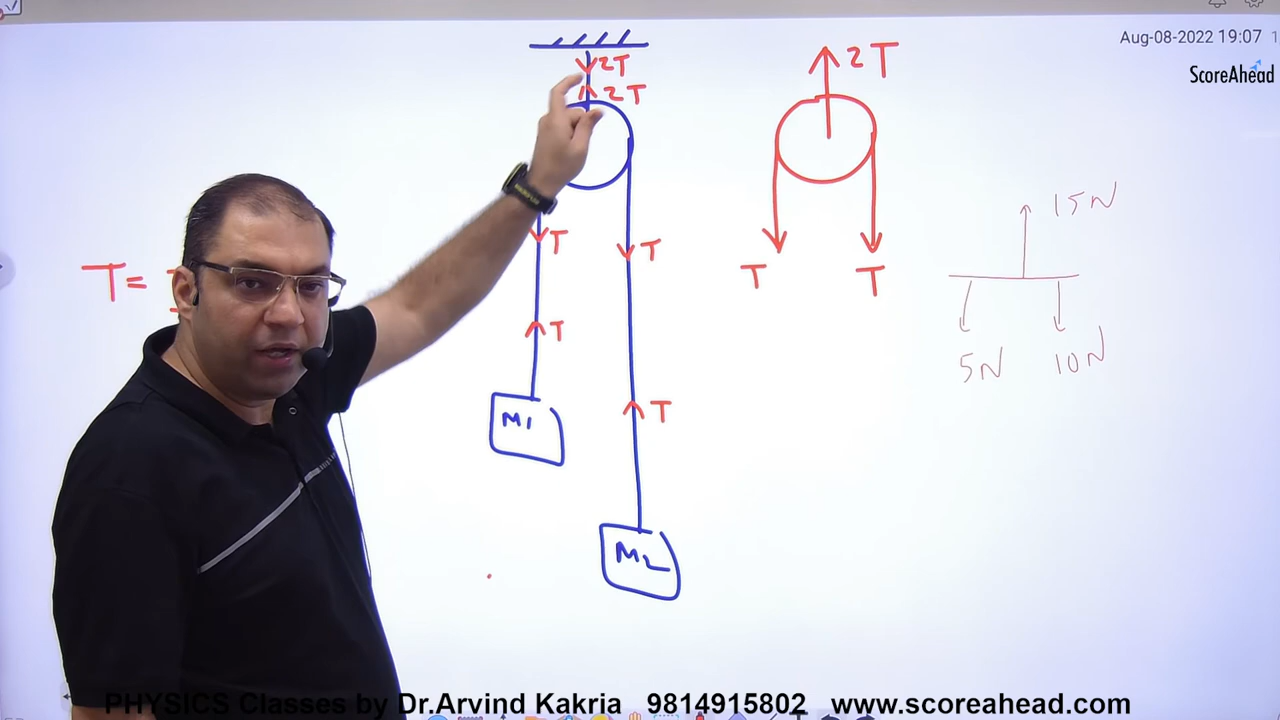 Aug-08-2022 19:07
ScoreAhead
2T
2T
2T
15N
T
T
T
T
T=
T
T
5N
10N
M1
M2
PHYSICS Classes by Dr.Arvind Kakria 9814915802 www.scoreahead.com